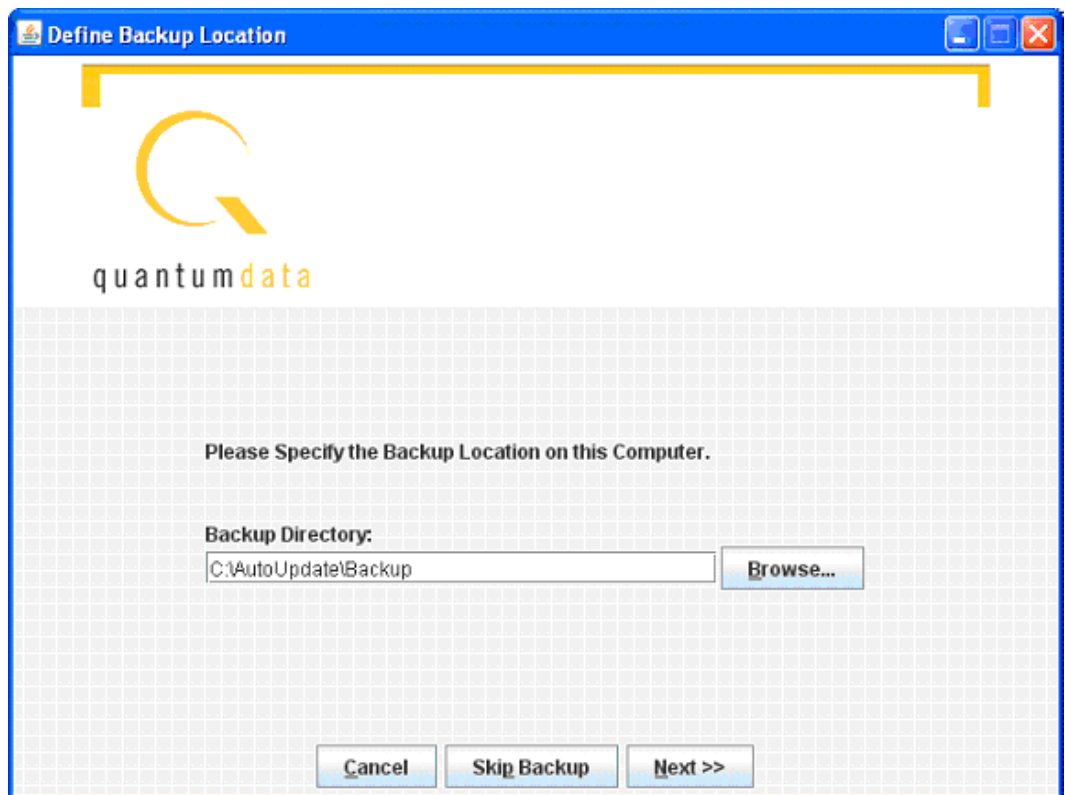 Define Backup Location
quantumdata
Please Specify the Backup Location on this Computer.
Backup Directory:
C:\AutoUpdate\Backup
Browse...
Cancel Skip Backup Next >>